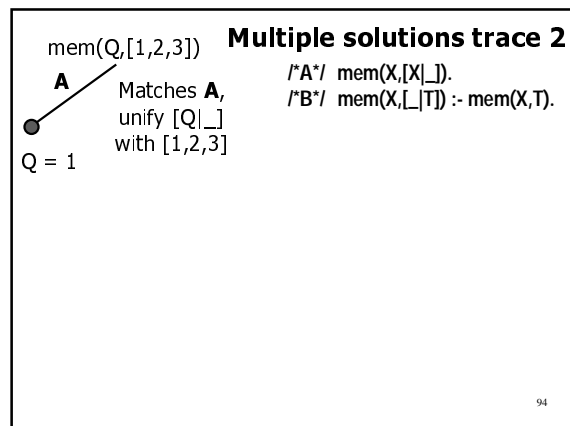 Multiple solutions trace 2
mem(Q,[1,2,3])
/*A*/ mem(X,[X|_]).
/*B*/ mem(X,[_|T]) :- mem(X,T).
A
Matches A,
unify [Q|_]
with [1,2,3]
Q = 1
94